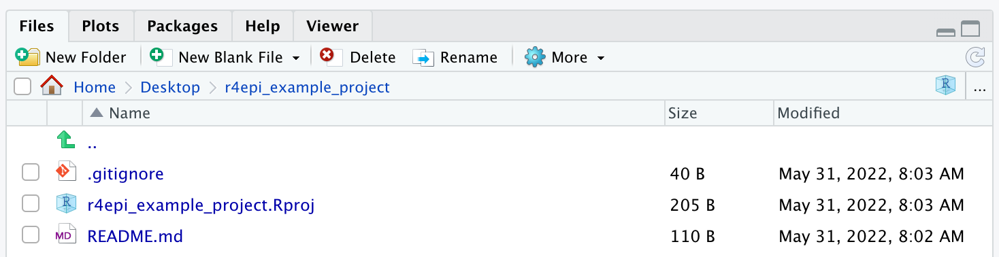 Files Plots Packages Help Viewer
New Folder New Blank File Delete Rename More
Home Desktop r4epi_example_project R ...
Name Size Modified
..
.gitignore 40 B May 31, 2022, 8:03 AM
R r4epi_example_project.Rproj 205 B May 31, 2022, 8:03 AM
MD README.md 110 B May 31, 2022, 8:02 AM